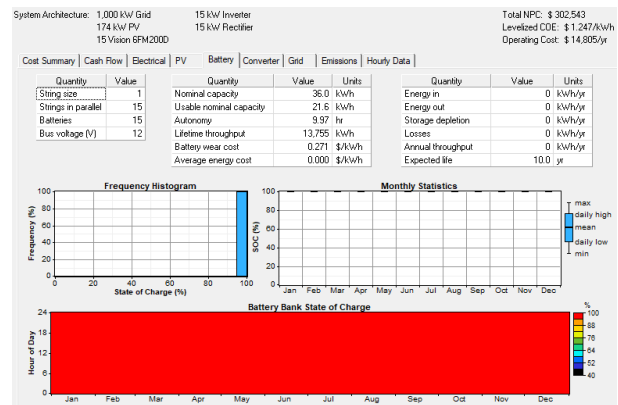 System Architecture: 1,000 kW Grid 15 kW Inverter Total NPC: $ 302,543
174 kW PV 15 kW Rectifier Levelized COE: $ 1.247/kWh
15 Vision 6FM200D Operating Cost: $ 14,805/yr
Cost Summary Cash Flow Electrical PV Battery Converter Grid Emissions Hourly Data
Quantity Value Quantity Value Units Quantity Value Units
String size 1 Nominal capacity 36.0 kWh Energy in 0 kWh/yr
Strings in parallel 15 Usable nominal capacity 21.6 kWh Energy out 0 kWh/yr
Batteries 15 Autonomy 9.97 hr Storage depletion 0 kWh/yr
Bus voltage (V) 12 Lifetime throughput 13,755 kWh Losses 0 kWh/yr
Battery wear cost 0.271 $/kWh Annual throughput 0 kWh/yr
Average energy cost 0.000 $/kWh Expected life 10.0 yr
Frequency Histogram
Frequency (%)
100
80
60
40
20
0
0 20 40 60 80 100
State of Charge (%)
Monthly Statistics
SOC (%)
100
80
60
40
20
0
Jan Feb Mar Apr May Jun Jul Aug Sep Oct Nov Dec
max
daily high
mean
daily low
min
Battery Bank State of Charge
Hour of Day
24
18
12
6
0
Jan Feb Mar Apr May Jun Jul Aug Sep Oct Nov Dec
%
100
88
76
64
52
40